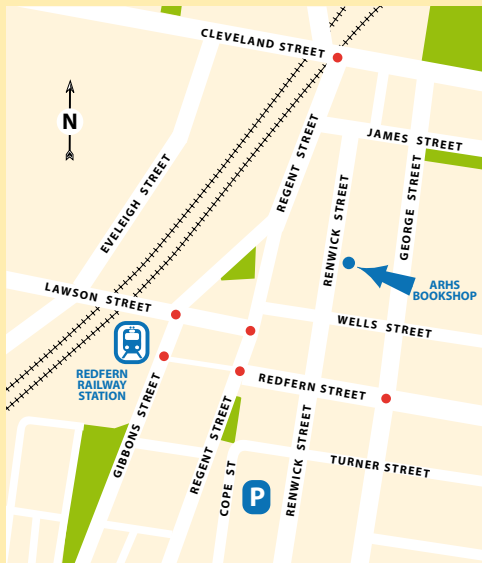 CLEVELAND STREET
N
JAMES STREET
REGENT STREET
EVELEIGH STREET
RENWICK STREET
GEORGE STREET
ARHS
BOOKSHOP
LAWSON STREET
WELLS STREET
REDFERN
RAILWAY
STATION
REDFERN STREET
GIBBONS STREET
REGENT STREET
RENWICK STREET
COPE ST
TURNER STREET
P